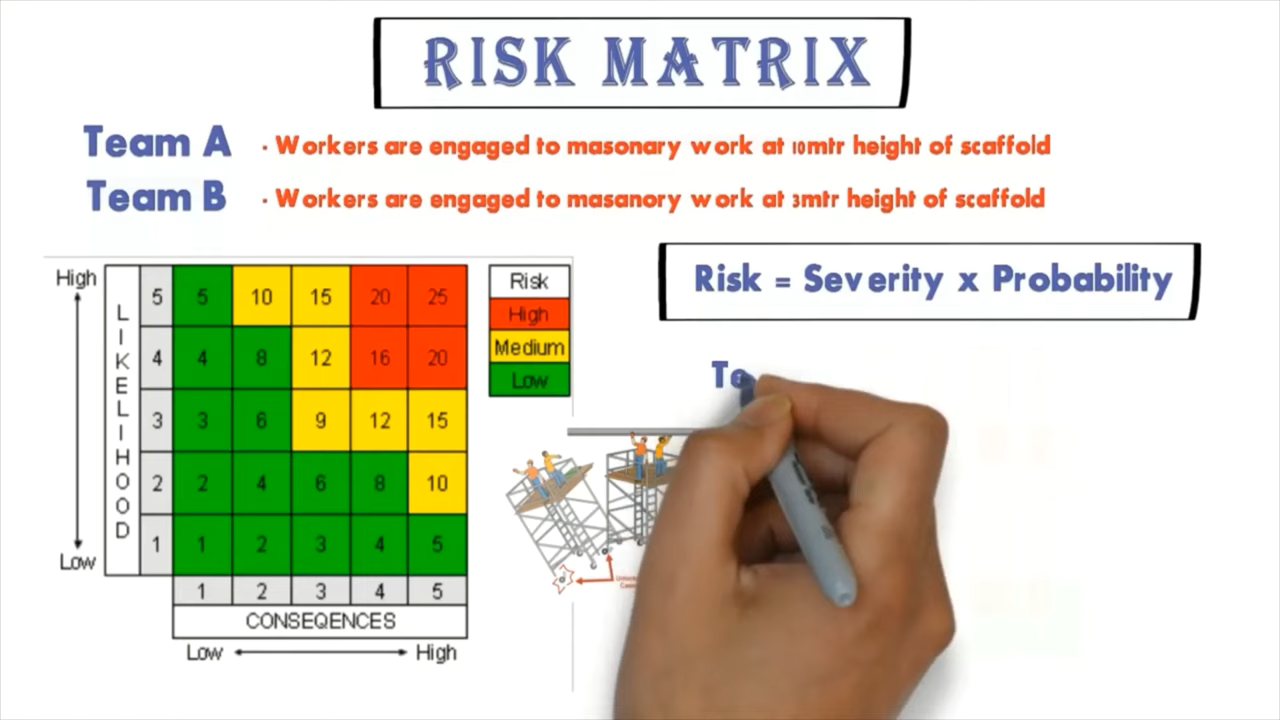 RISK MATRIX
Team A · Workers are engaged to masonary work at 10mtr height of scaffold
Team B · Workers are engaged to masanory work at 3mtr height of scaffold
Risk = Severity x Probability
High
LIKELIHOOD
Low
5 5 10 15 20 25
4 4 8 12 16 20
3 3 6 9 12 15
2 2 4 6 8 10
1 1 2 3 4 5
1 2 3 4 5
CONSEQENCES
Low High
Risk
High
Medium
Low
Te